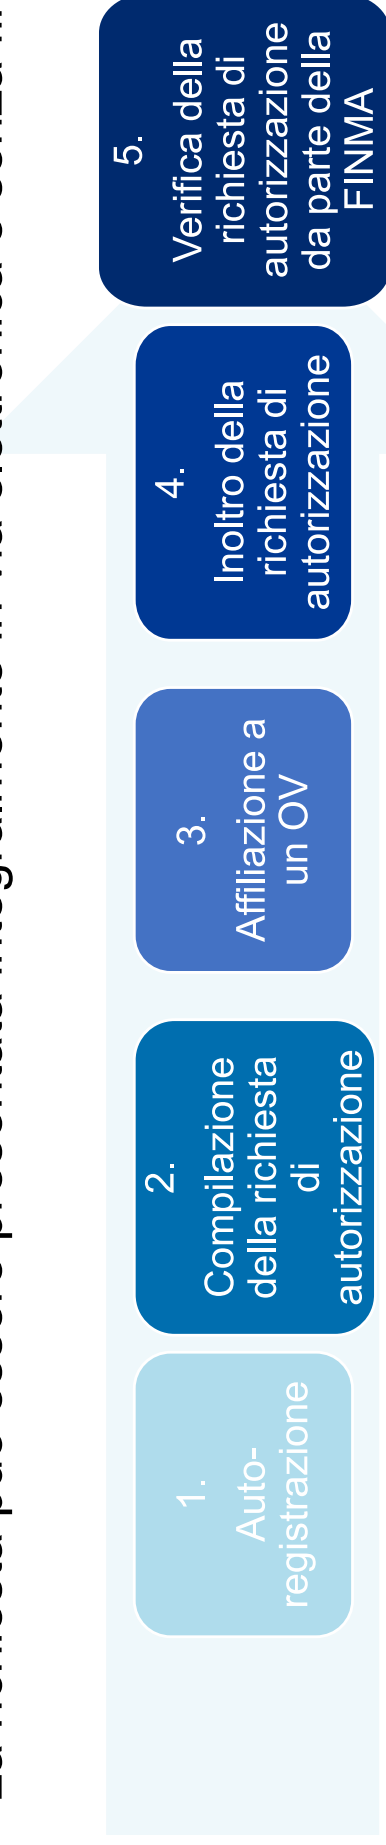 1.
Auto-
registrazione
2.
Compilazione
della richiesta
di
autorizzazione
3.
Affiliazione a
un OV
4.
Inoltro della
richiesta di
autorizzazione
5.
Verifica della
richiesta di
autorizzazione
da parte della
FINMA